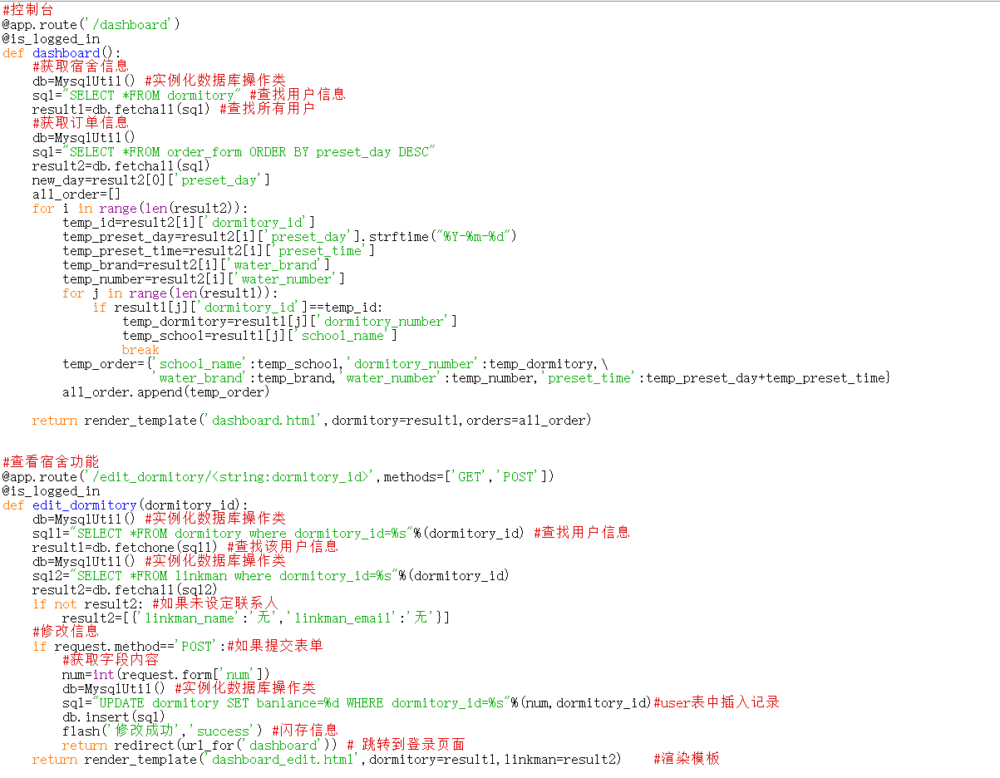 #控制台
@app.route('/dashboard')
@is_logged_in
def dashboard():
    #获取宿舍信息
    db=MysqlUtil() #实例化数据库操作类
    sql="SELECT *FROM dormitory" #查找用户信息
    result1=db.fetchall(sql) #查找所有用户
    #获取订单信息
    db=MysqlUtil()
    sql="SELECT *FROM order_form ORDER BY preset_day DESC"
    result2=db.fetchall(sql)
    new_day=result2[0]['preset_day']
    all_order=[]
    for i in range(len(result2)):
        temp_id=result2[i]['dormitory_id']
        temp_preset_day=result2[i]['preset_day'].strftime("%Y-%m-%d")
        temp_preset_time=result2[i]['preset_time']
        temp_brand=result2[i]['water_brand']
        temp_number=result2[i]['water_number']
        for j in range(len(result1)):
            if result1[j]['dormitory_id']==temp_id:
                temp_dormitory=result1[j]['dormitory_number']
                temp_school=result1[j]['school_name']
                break
        temp_order={'school_name':temp_school,'dormitory_number':temp_dormitory,\
                    'water_brand':temp_brand,'water_number':temp_number,'preset_time':temp_preset_day+temp_preset_time}
        all_order.append(temp_order)
    return render_template('dashboard.html',dormitory=result1,orders=all_order)
#查看宿舍功能
@app.route('/edit_dormitory/<string:dormitory_id>',methods=['GET','POST'])
@is_logged_in
def edit_dormitory(dormitory_id):
    db=MysqlUtil() #实例化数据库操作类
    sql1="SELECT *FROM dormitory where dormitory_id=%s"%(dormitory_id) #查找用户信息
    result1=db.fetchone(sql1) #查找该用户信息
    db=MysqlUtil() #实例化数据库操作类
    sql2="SELECT *FROM linkman where dormitory_id=%s"%(dormitory_id)
    result2=db.fetchall(sql2)
    if not result2: #如果未设定联系人
        result2=[{'linkman_name':'无','linkman_email':'无'}]
    #修改信息
    if request.method=='POST':#如果提交表单
        #获取字段内容
        num=int(request.form['num'])
        db=MysqlUtil() #实例化数据库操作类
        sql="UPDATE dormitory SET banlance=%d WHERE dormitory_id=%s"%(num,dormitory_id)#user表中插入记录
        db.insert(sql)
        flash('修改成功','success') #闪存信息
        return redirect(url_for('dashboard')) # 跳转到登录页面
    return render_template('dashboard_edit.html',dormitory=result1,linkman=result2)    #渲染模板